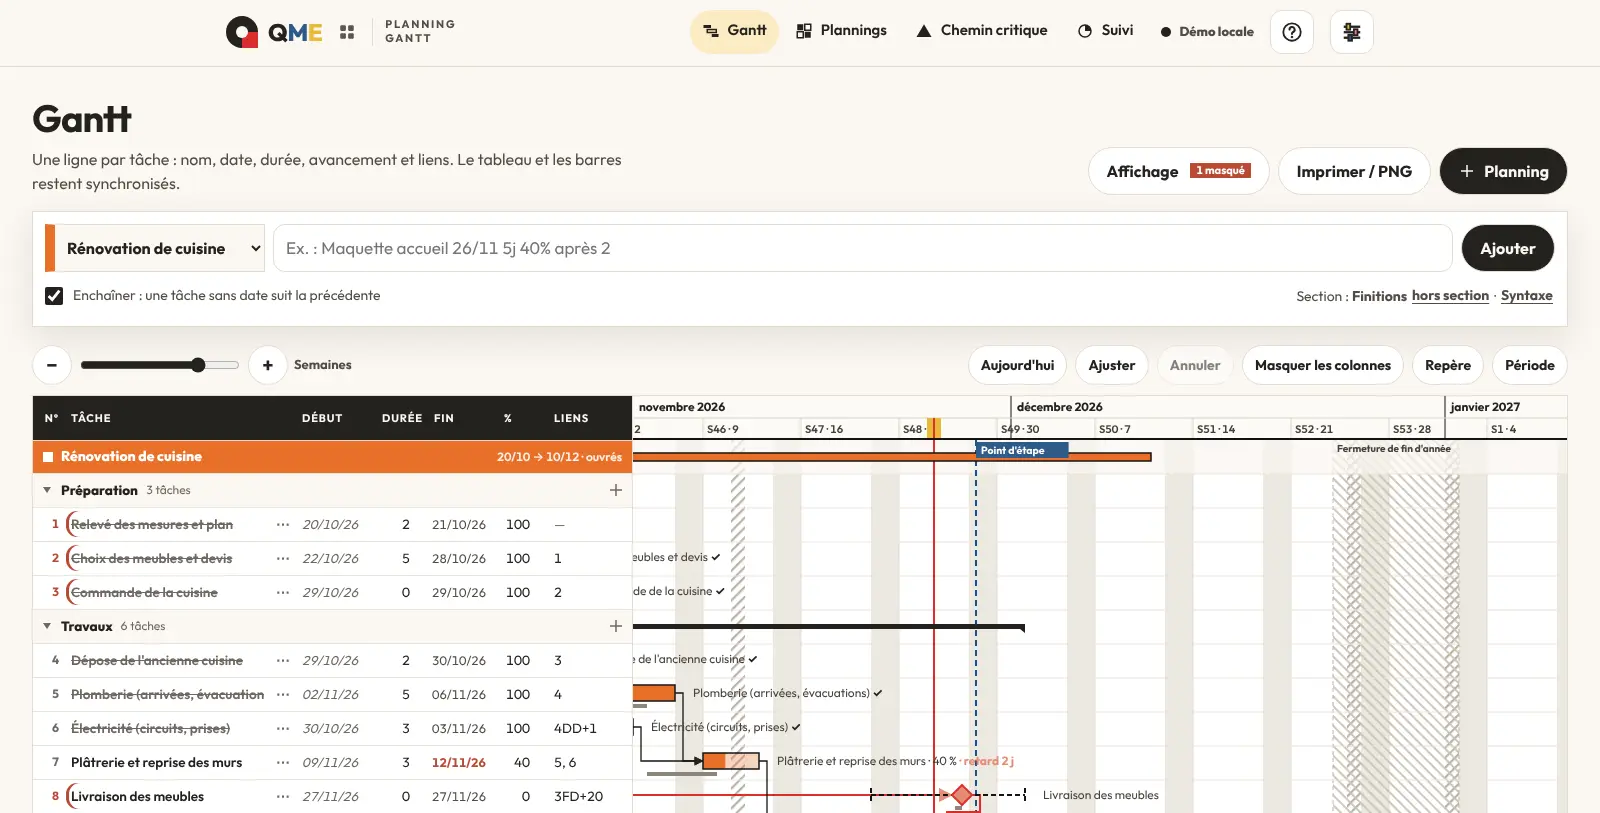 QME
PLANNING
GANTT
Gantt
Plannings
Chemin critique
Suivi
Démo locale
Gantt
Une ligne par tâche : nom, date, durée, avancement et liens. Le tableau et les barres
restent synchronisés.
Affichage 1 masqué
Imprimer / PNG
+ Planning
Rénovation de cuisine
Ex. : Maquette accueil 26/11 5j 40% après 2
Ajouter
Enchaîner : une tâche sans date suit la précédente
Section : Finitions hors section · Syntaxe
Semaines
Aujourd'hui
Ajuster
Annuler
Masquer les colonnes
Repère
Période
N° TÂCHE DÉBUT DURÉE FIN % LIENS
novembre 2026 décembre 2026 janvier 2027
2 S46·9 S47·16 S48· S49·30 S50·7 S51·14 S52·21 S53·28 S1·4
Rénovation de cuisine 20/10 → 10/12 · ouvrés
Point d'étape
Fermeture de fin d'année
Préparation 3 tâches +
1 Relevé des mesures et plan ··· 20/10/26 2 21/10/26 100 —
2 Choix des meubles et devis ··· 22/10/26 5 28/10/26 100 1
eubles et devis ✓
3 Commande de la cuisine ··· 29/10/26 0 29/10/26 100 2
de de la cuisine ✓
Travaux 6 tâches +
4 Dépose de l'ancienne cuisine ··· 29/10/26 2 30/10/26 100 3
e de l'ancienne cuisine ✓
5 Plomberie (arrivées, évacuation ··· 02/11/26 5 06/11/26 100 4
Plomberie (arrivées, évacuations) ✓
6 Électricité (circuits, prises) ··· 30/10/26 3 03/11/26 100 4DD+1
Électricité (circuits, prises) ✓
7 Plâtrerie et reprise des murs ··· 09/11/26 3 12/11/26 40 5, 6
Plâtrerie et reprise des murs · 40 % · retard 2 j
8 Livraison des meubles ··· 27/11/26 0 27/11/26 0 3FD+20
Livraison des meubles